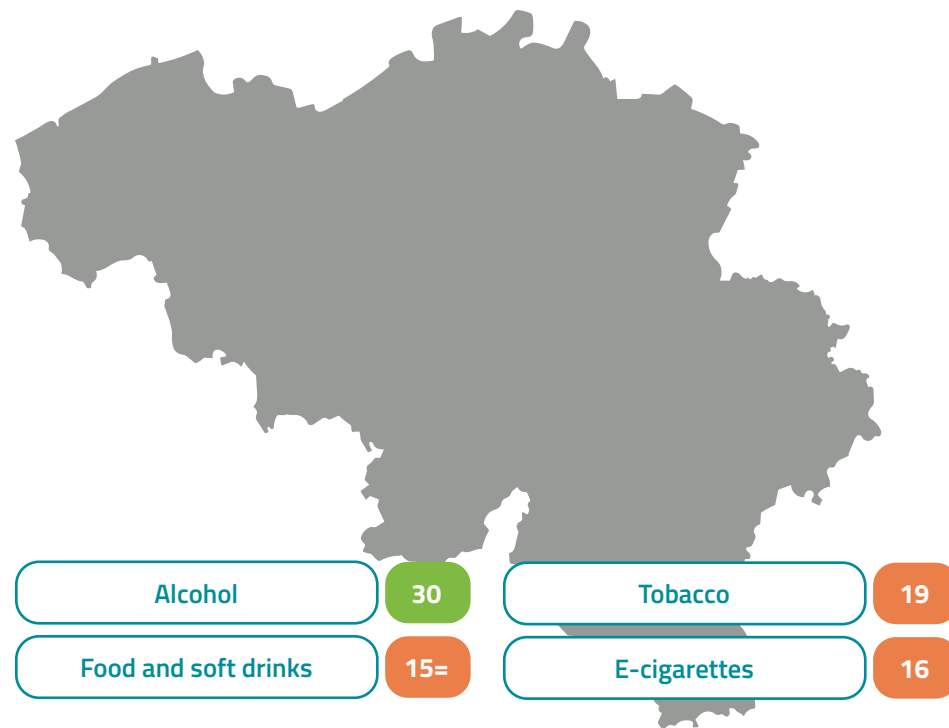 Alcohol 30
Tobacco 19
Food and soft drinks 15=
E-cigarettes 16